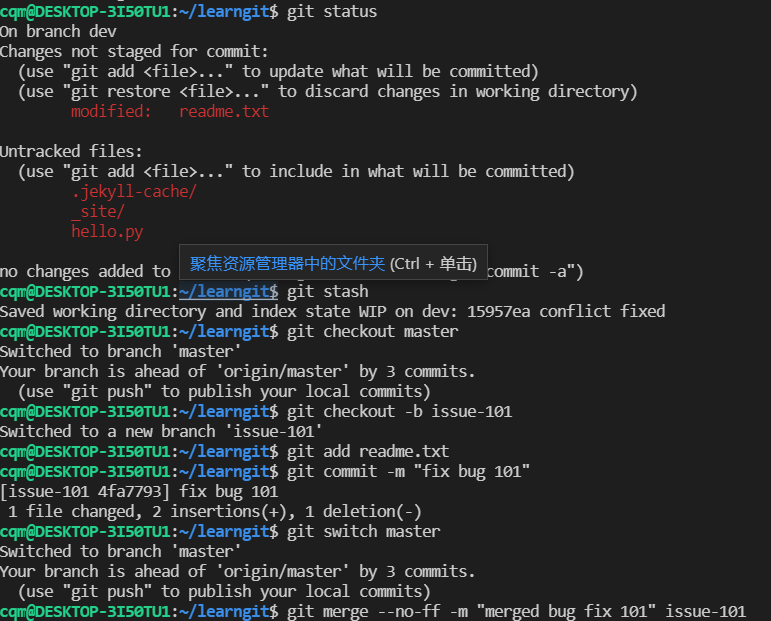 cqm@DESKTOP-3I50TU1:~/learngit$ git status
On branch dev
Changes not staged for commit:
  (use "git add <file>..." to update what will be committed)
  (use "git restore <file>..." to discard changes in working directory)
        modified:   readme.txt

Untracked files:
  (use "git add <file>..." to include in what will be committed)
        .jekyll-cache/
        _site/
        hello.py

聚焦资源管理器中的文件夹 (Ctrl + 单击)
no changes added to commit -a")
cqm@DESKTOP-3I50TU1:~/learngit$ git stash
Saved working directory and index state WIP on dev: 15957ea conflict fixed
cqm@DESKTOP-3I50TU1:~/learngit$ git checkout master
Switched to branch 'master'
Your branch is ahead of 'origin/master' by 3 commits.
  (use "git push" to publish your local commits)
cqm@DESKTOP-3I50TU1:~/learngit$ git checkout -b issue-101
Switched to a new branch 'issue-101'
cqm@DESKTOP-3I50TU1:~/learngit$ git add readme.txt
cqm@DESKTOP-3I50TU1:~/learngit$ git commit -m "fix bug 101"
[issue-101 4fa7793] fix bug 101
 1 file changed, 2 insertions(+), 1 deletion(-)
cqm@DESKTOP-3I50TU1:~/learngit$ git switch master
Switched to branch 'master'
Your branch is ahead of 'origin/master' by 3 commits.
  (use "git push" to publish your local commits)
cqm@DESKTOP-3I50TU1:~/learngit$ git merge --no-ff -m "merged bug fix 101" issue-101